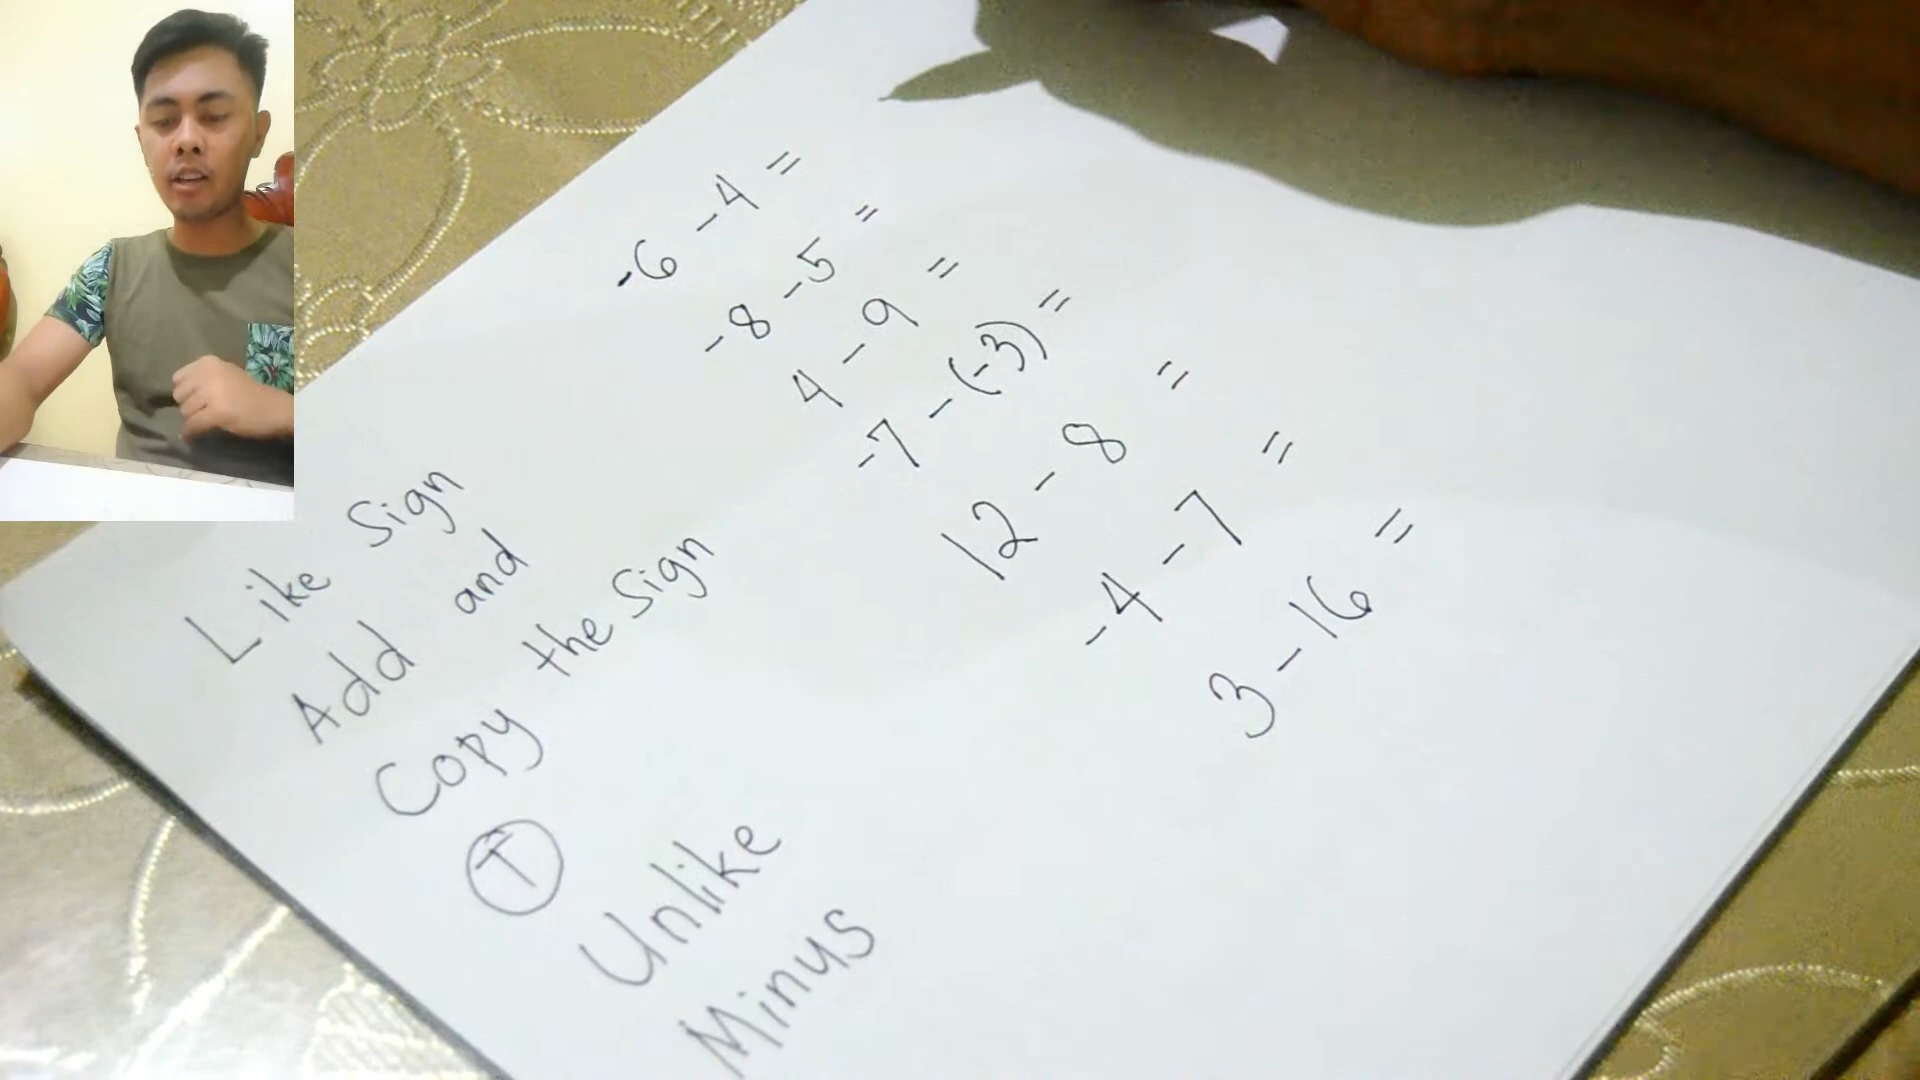 -6 -4 =
-8 -5 =
4 - 9 =
-7 - (-3) =
12 - 8 =
-4 - 7 =
3 - 16 =
Like Sign
Add and
Copy the Sign
Unlike
Minus